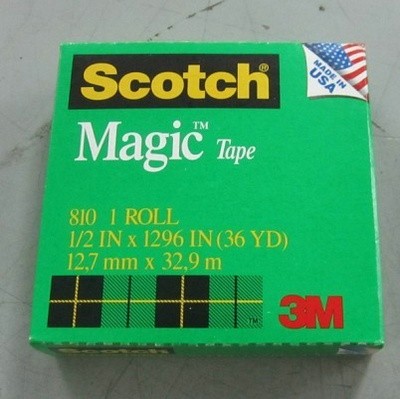 Scotch®
MADE IN
USA
Magic™ Tape
810 1 ROLL
1/2 IN x 1296 IN (36 YD)
12,7 mm x 32,9 m
TM
3M